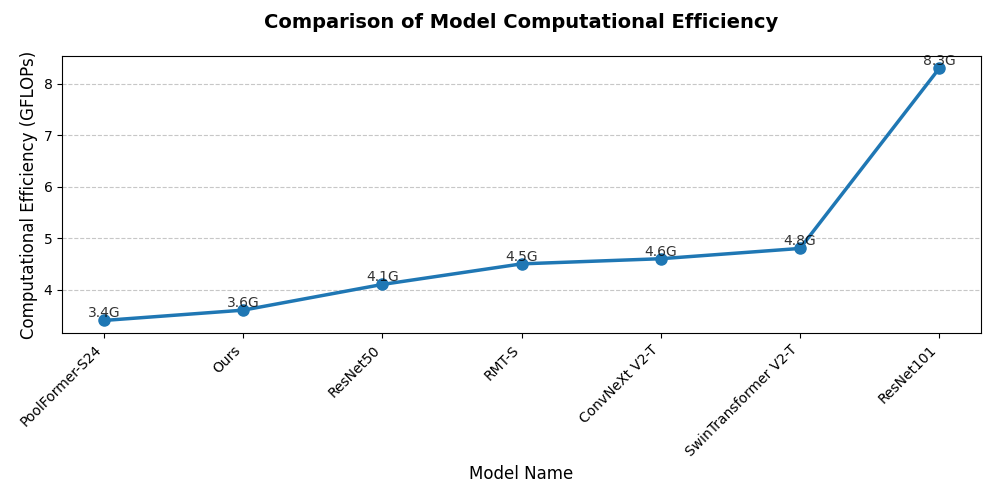 Comparison of Model Computational Efficiency
Computational Efficiency (GFLOPs)
8
7
6
5
4
3.4G
3.6G
4.1G
4.5G
4.6G
4.8G
8.3G
PoolFormer-S24
Ours
ResNet50
RMT-S
ConvNeXt V2-T
SwinTransformer V2-T
ResNet101
Model Name